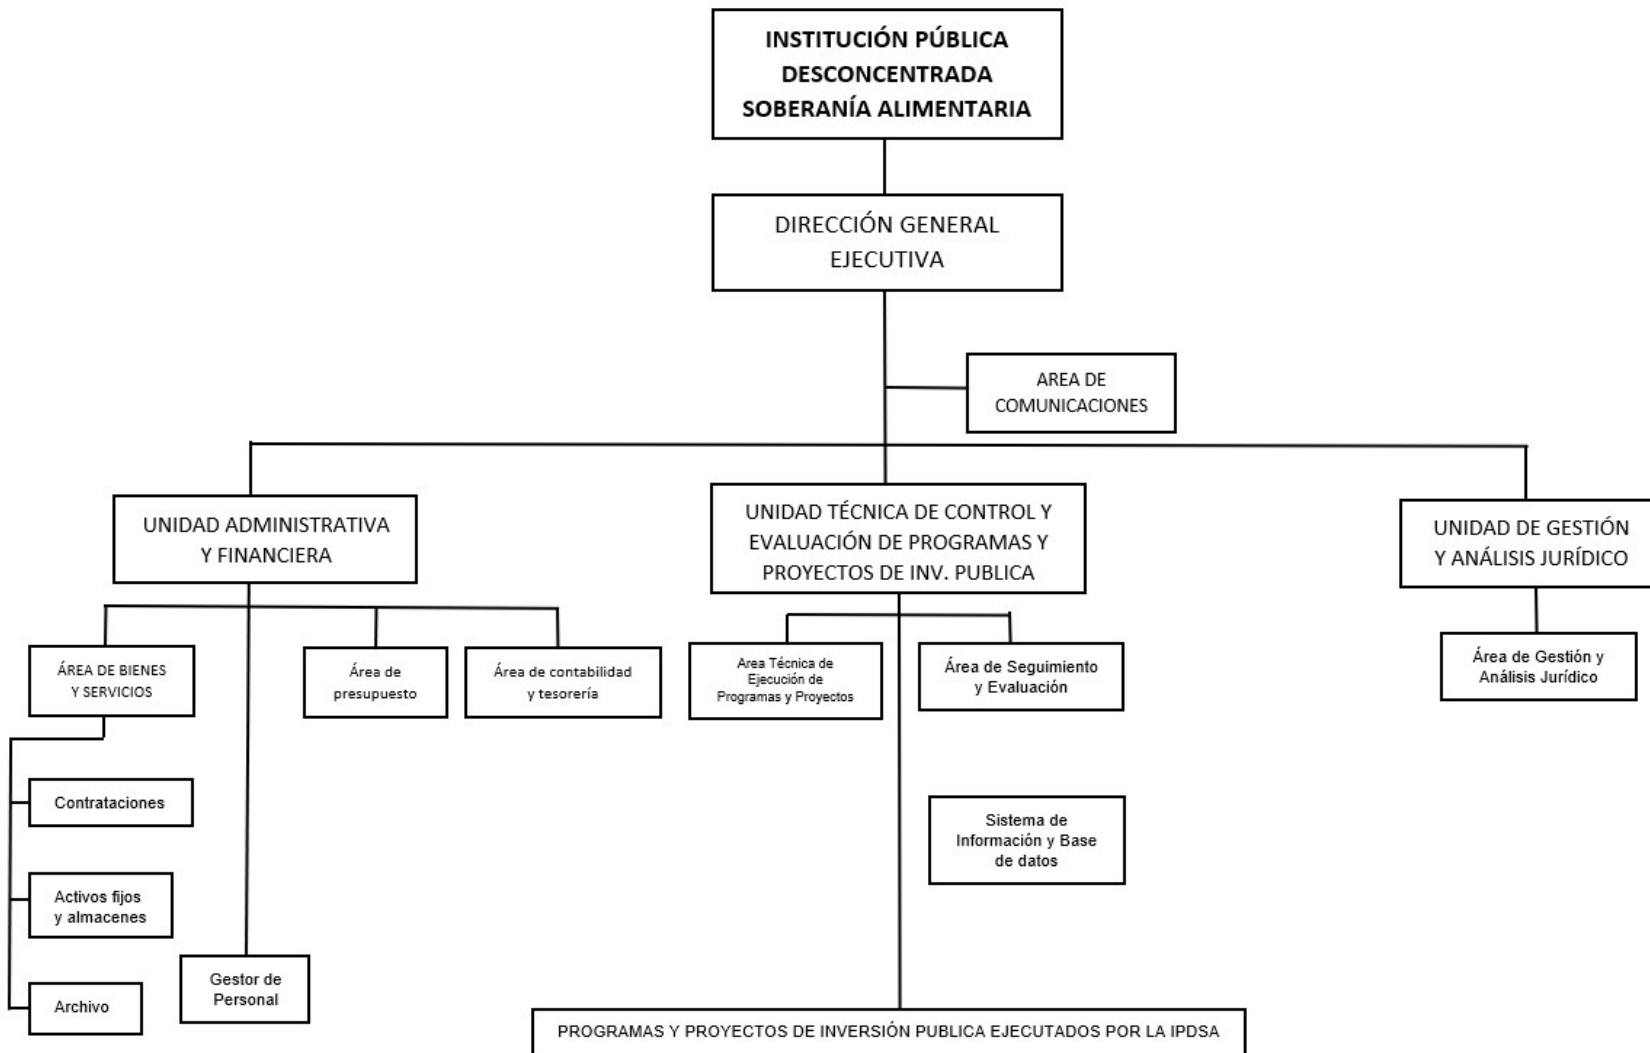 INSTITUCIÓN PÚBLICA
DESCONCENTRADA
SOBERANÍA ALIMENTARIA
DIRECCIÓN GENERAL
EJECUTIVA
AREA DE
COMUNICACIONES
UNIDAD ADMINISTRATIVA
Y FINANCIERA
UNIDAD TÉCNICA DE CONTROL Y
EVALUACIÓN DE PROGRAMAS Y
PROYECTOS DE INV. PUBLICA
UNIDAD DE GESTIÓN
Y ANÁLISIS JURÍDICO
ÁREA DE BIENES
Y SERVICIOS
Área de
presupuesto
Área de contabilidad
y tesorería
Area Técnica de
Ejecución de
Programas y Proyectos
Área de Seguimiento
y Evaluación
Área de Gestión y
Análisis Jurídico
Contrataciones
Activos fijos
y almacenes
Archivo
Gestor de
Personal
Sistema de
Información y Base
de datos
PROGRAMAS Y PROYECTOS DE INVERSIÓN PUBLICA EJECUTADOS POR LA IPDSA